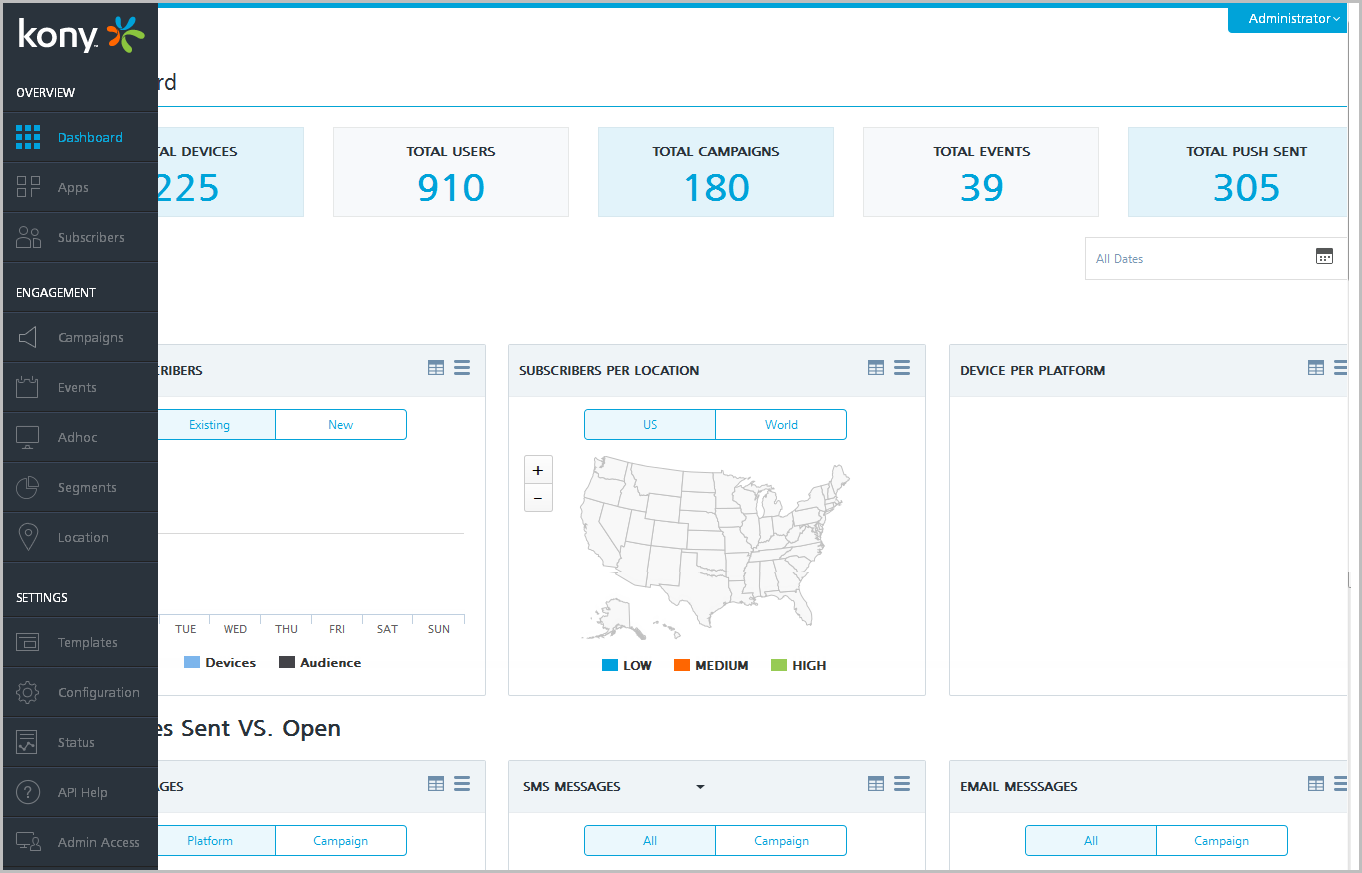 kony
Administrator
OVERVIEW
Dashboard
Apps
Subscribers
ENGAGEMENT
Campaigns
Events
Adhoc
Segments
Location
SETTINGS
Templates
Configuration
Status
API Help
Admin Access
rd
AL DEVICES
225
TOTAL USERS
910
TOTAL CAMPAIGNS
180
TOTAL EVENTS
39
TOTAL PUSH SENT
305
All Dates
RIBERS
Existing New
TUE WED THU FRI SAT SUN
Devices Audience
SUBSCRIBERS PER LOCATION
US World
+
−
LOW MEDIUM HIGH
DEVICE PER PLATFORM
es Sent VS. Open
GES
Platform Campaign
SMS MESSAGES
All Campaign
EMAIL MESSSAGES
All Campaign